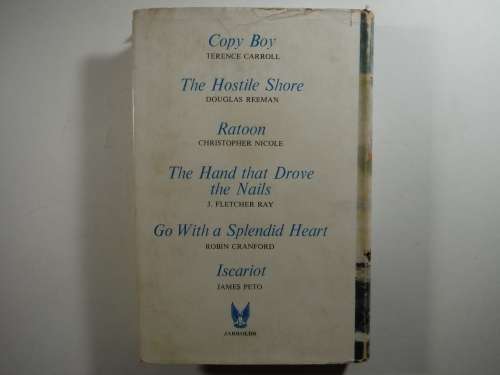 Copy Boy
TERENCE CARROLL
The Hostile Shore
DOUGLAS REEMAN
Ratoon
CHRISTOPHER NICOLE
The Hand that Drove
the Nails
J. FLETCHER RAY
Go With a Splendid Heart
ROBIN CRANFORD
Iscariot
JAMES PETO
JARROLDS